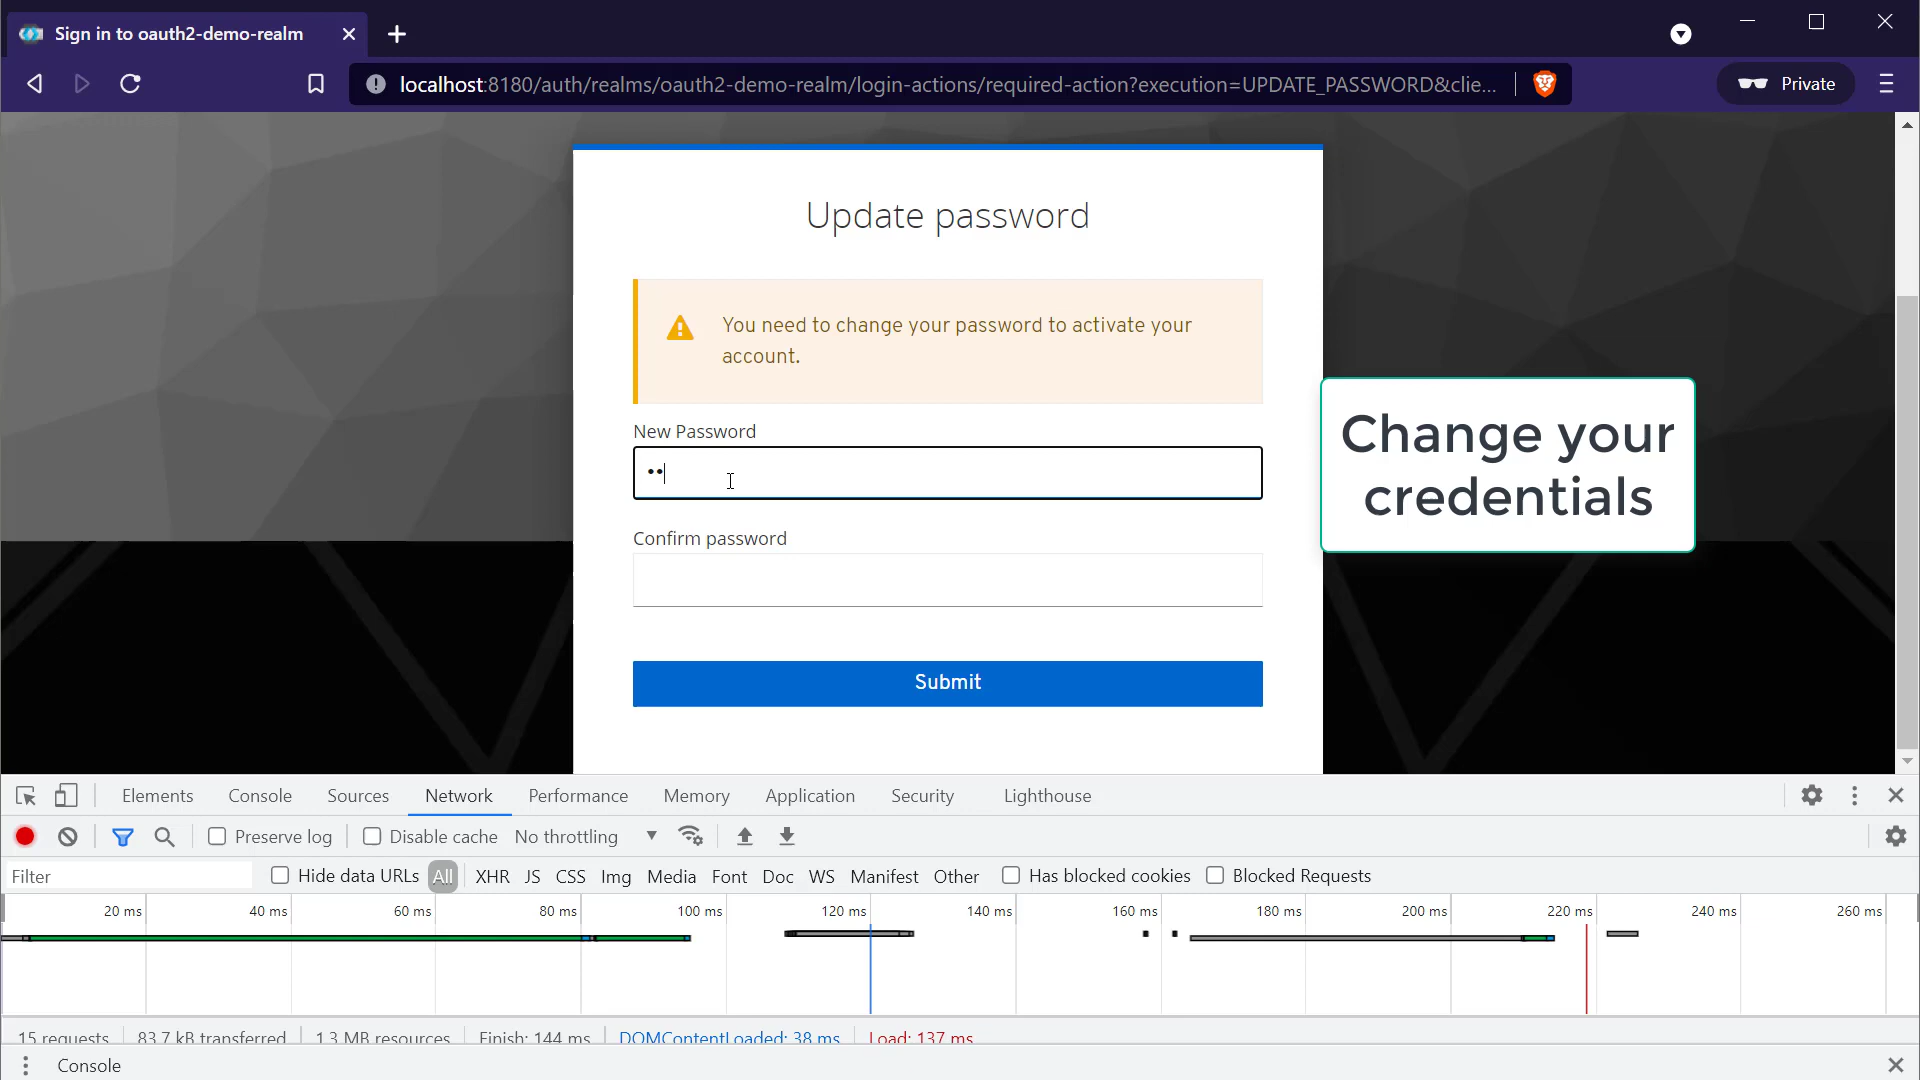 Sign in to oauth2-demo-realm
localhost:8180/auth/realms/oauth2-demo-realm/login-actions/required-action?execution=UPDATE_PASSWORD&clie...
Private
Update password
You need to change your password to activate your
account.
New Password
••
Confirm password
Submit
Change your
credentials
Elements Console Sources Network Performance Memory Application Security Lighthouse
Preserve log Disable cache No throttling
Filter Hide data URLs All XHR JS CSS Img Media Font Doc WS Manifest Other Has blocked cookies Blocked Requests
20 ms 40 ms 60 ms 80 ms 100 ms 120 ms 140 ms 160 ms 180 ms 200 ms 220 ms 240 ms 260 ms
15 requests 83.7 kB transferred 1.3 MB resources Finish: 144 ms DOMContentLoaded: 38 ms Load: 137 ms
Console